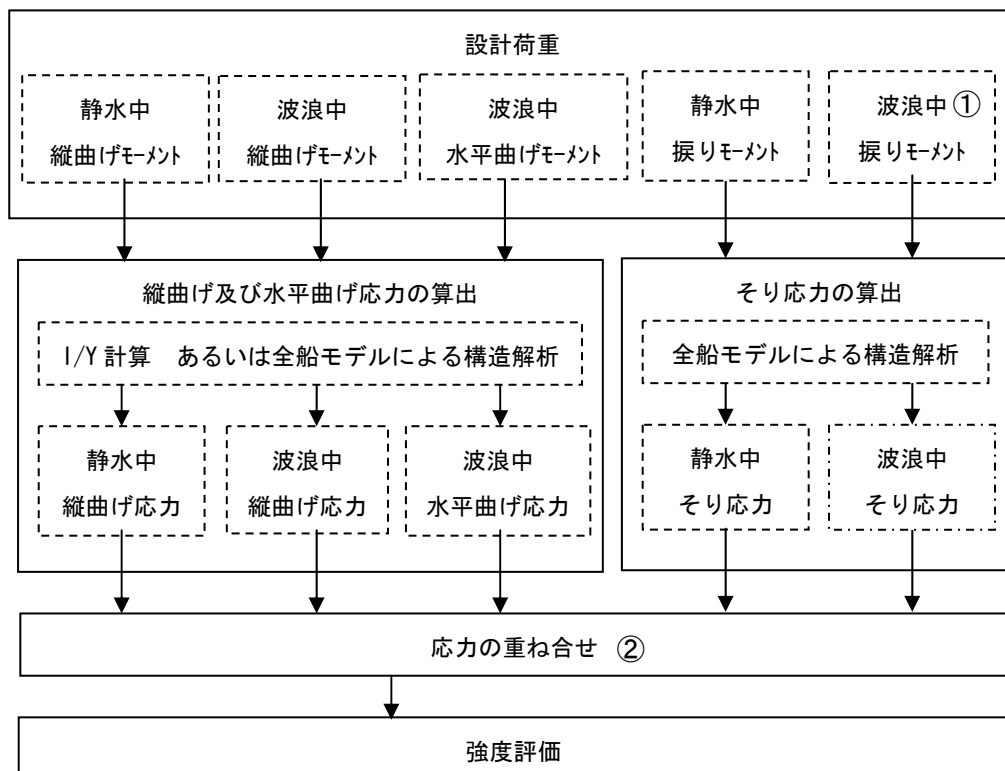 設計荷重
静水中
縦曲げモーメント
波浪中
縦曲げモーメント
波浪中
水平曲げモーメント
静水中
捩りモーメント
波浪中①
捩りモーメント
縦曲げ及び水平曲げ応力の算出
I/Y計算 あるいは全船モデルによる構造解析
静水中
縦曲げ応力
波浪中
縦曲げ応力
波浪中
水平曲げ応力
そり応力の算出
全船モデルによる構造解析
静水中
そり応力
波浪中
そり応力
応力の重ね合せ ②
強度評価